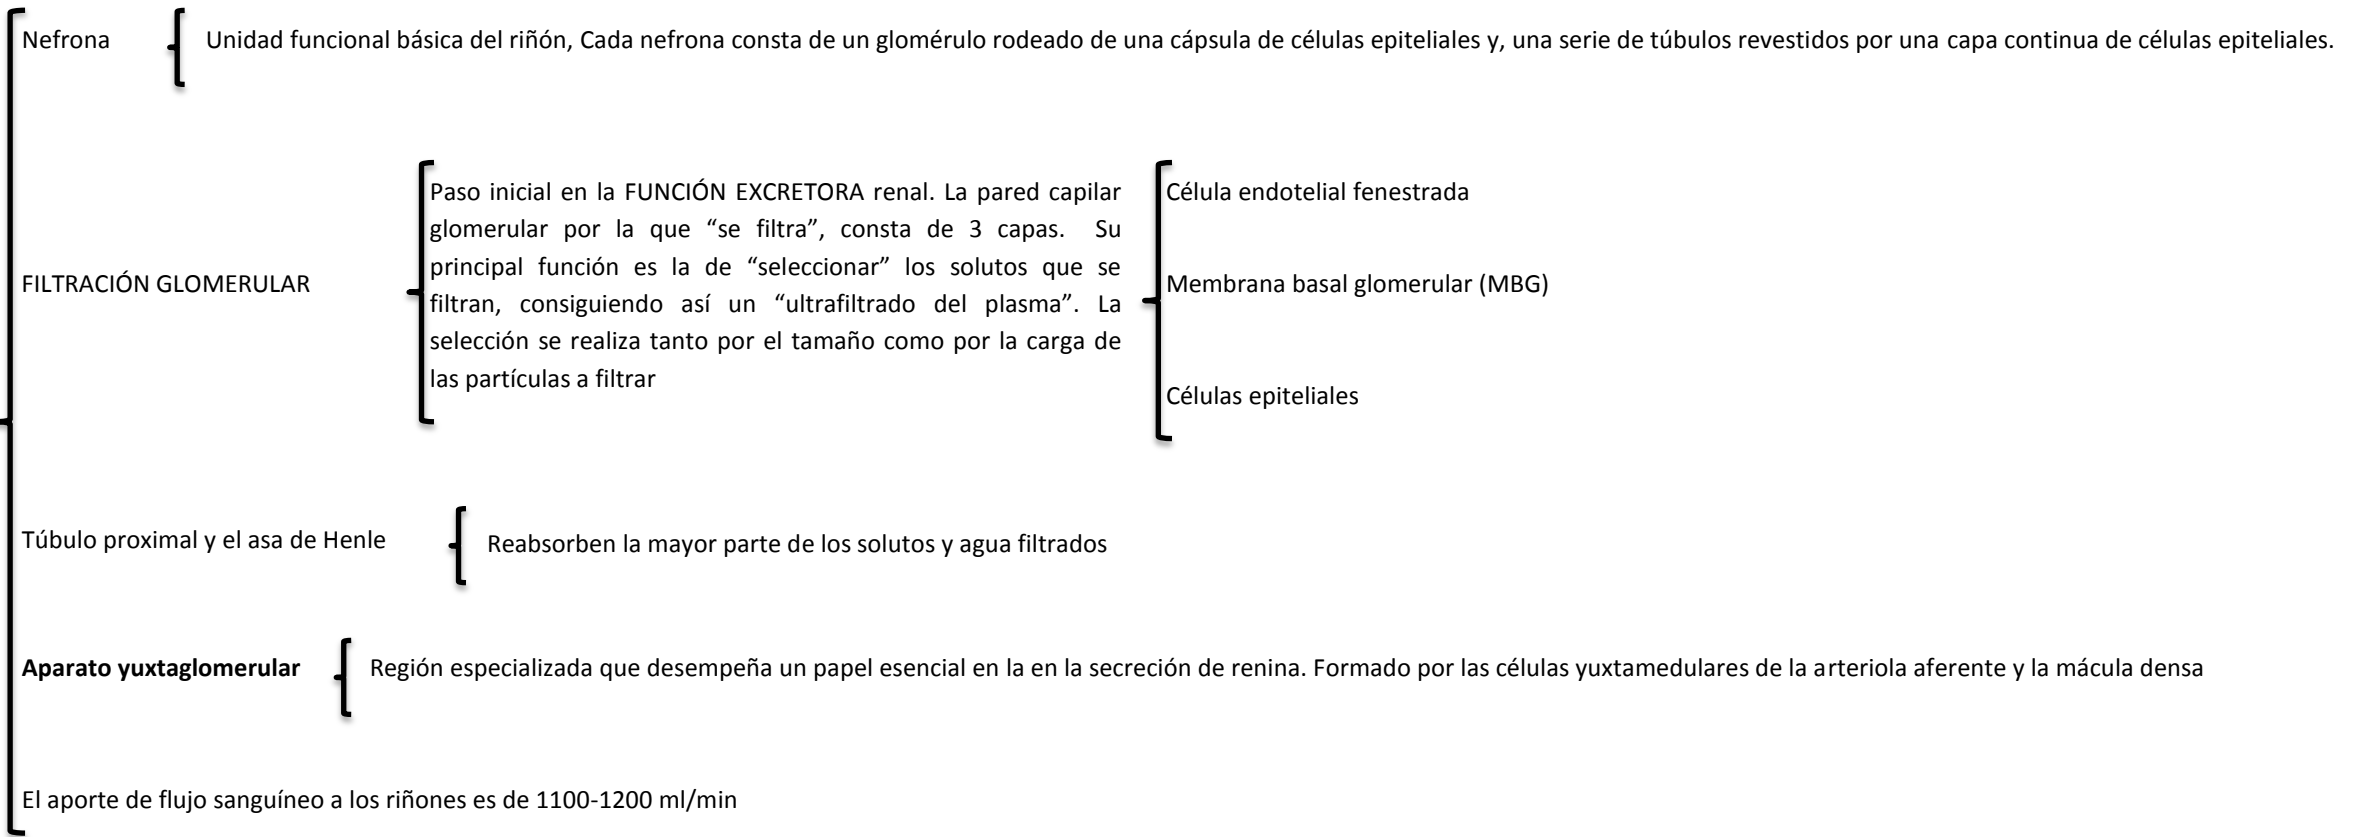 Nefrona
Unidad funcional básica del riñón, Cada nefrona consta de un glomérulo rodeado de una cápsula de células epiteliales y, una serie de túbulos revestidos por una capa continua de células epiteliales.
FILTRACIÓN GLOMERULAR
Paso inicial en la FUNCIÓN EXCRETORA renal. La pared capilar
glomerular por la que “se filtra”, consta de 3 capas. Su
principal función es la de “seleccionar” los solutos que se
filtran, consiguiendo así un “ultrafiltrado del plasma”. La
selección se realiza tanto por el tamaño como por la carga de
las partículas a filtrar
Célula endotelial fenestrada
Membrana basal glomerular (MBG)
Células epiteliales
Túbulo proximal y el asa de Henle
Reabsorben la mayor parte de los solutos y agua filtrados
Aparato yuxtaglomerular
Región especializada que desempeña un papel esencial en la en la secreción de renina. Formado por las células yuxtamedulares de la arteriola aferente y la mácula densa
El aporte de flujo sanguíneo a los riñones es de 1100-1200 ml/min